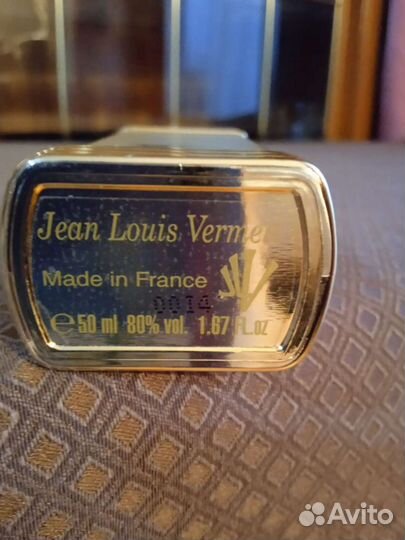 Jean Louis Verme
Made in France
0014
e 50 ml 80% vol. 1.67 FL.oz
Avito